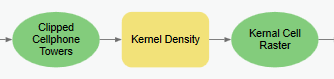 Clipped
Cellphone
Towers
Kernel Density
Kernal Cell
Raster